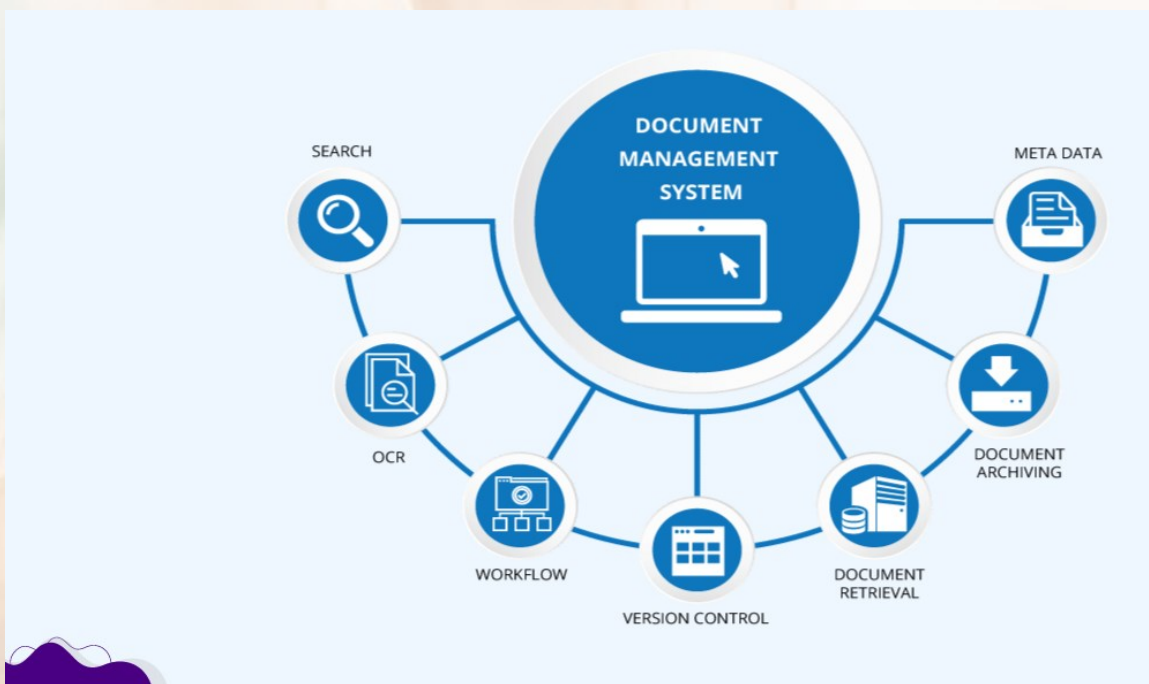 DOCUMENT
MANAGEMENT
SYSTEM
SEARCH
META DATA
OCR
DOCUMENT
ARCHIVING
WORKFLOW
DOCUMENT
RETRIEVAL
VERSION CONTROL